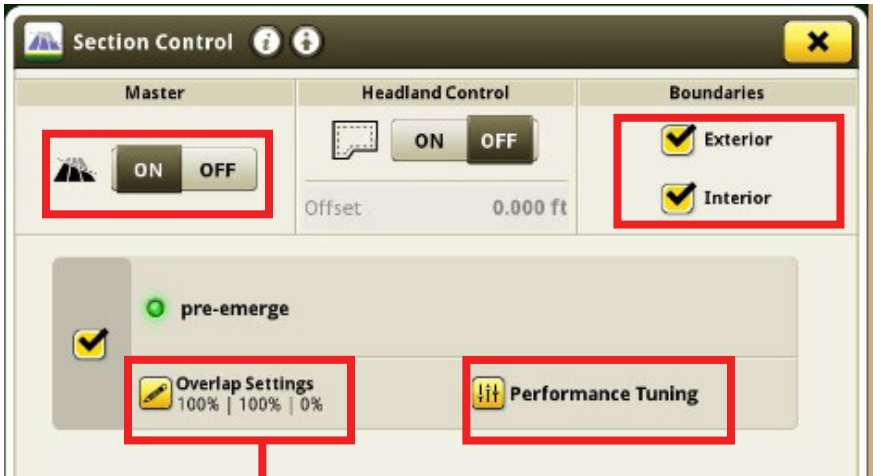 Section Control
Master
Headland Control
Boundaries
ON OFF
ON OFF
Exterior
Offset 0.000 ft
Interior
pre-emerge
Overlap Settings
100% | 100% | 0%
Performance Tuning